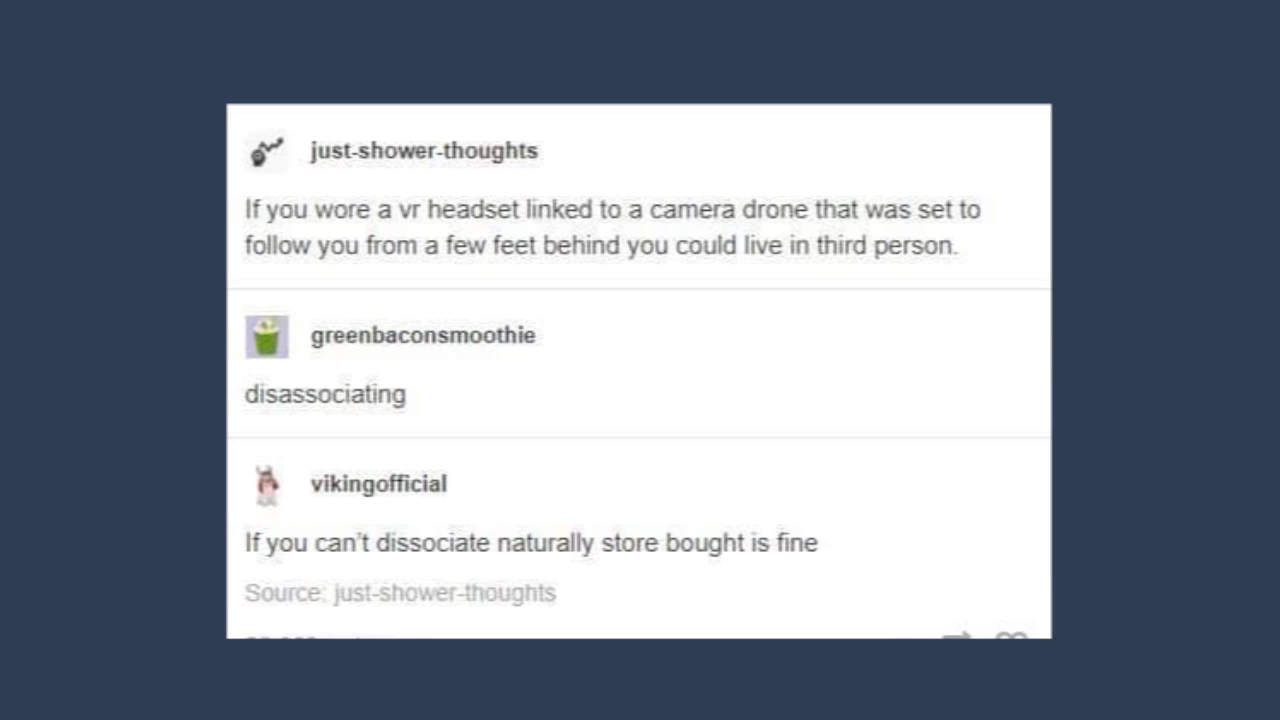 just-shower-thoughts
If you wore a vr headset linked to a camera drone that was set to
follow you from a few feet behind you could live in third person.
greenbaconsmoothie
disassociating
vikingofficial
If you can't dissociate naturally store bought is fine
Source: just-shower-thoughts